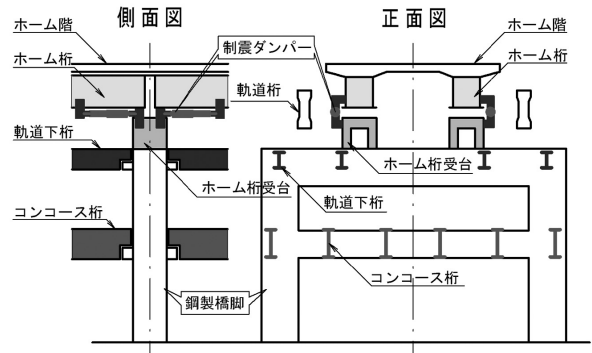 側面図
正面図
ホーム階
ホーム階
制震ダンパー
ホーム桁
ホーム桁
軌道桁
軌道下桁
ホーム桁受台
ホーム桁受台
軌道下桁
コンコース桁
コンコース桁
鋼製橋脚